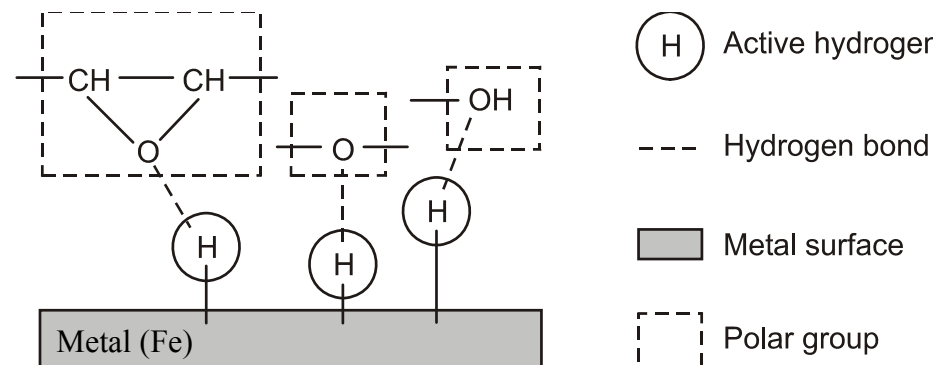 CH CH
O
O
OH
H
H
H
Metal (Fe)
H Active hydrogen
Hydrogen bond
Metal surface
Polar group